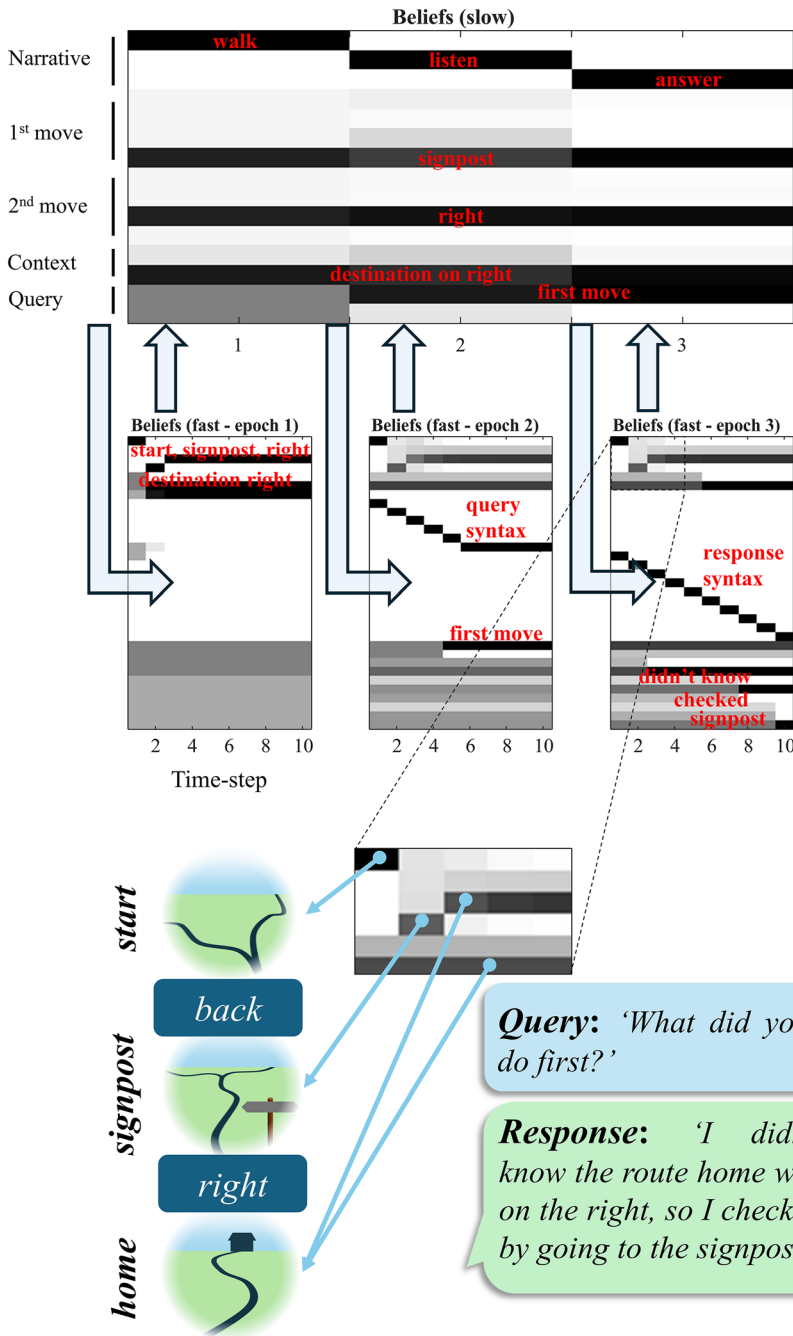 Beliefs (slow)
Narrative
walk
listen
answer
1st move
signpost
2nd move
right
Context
destination on right
Query
first move
1 2 3
Beliefs (fast - epoch 1)
start, signpost, right
destination right
2 4 6 8 10
Time-step
Beliefs (fast - epoch 2)
query
syntax
first move
2 4 6 8 10
Beliefs (fast - epoch 3)
response
syntax
didn't know
checked
signpost
2 4 6 8 10
start
back
signpost
right
home
Query: 'What did yo
do first?'
Response: 'I did
know the route home w
on the right, so I check
by going to the signpos